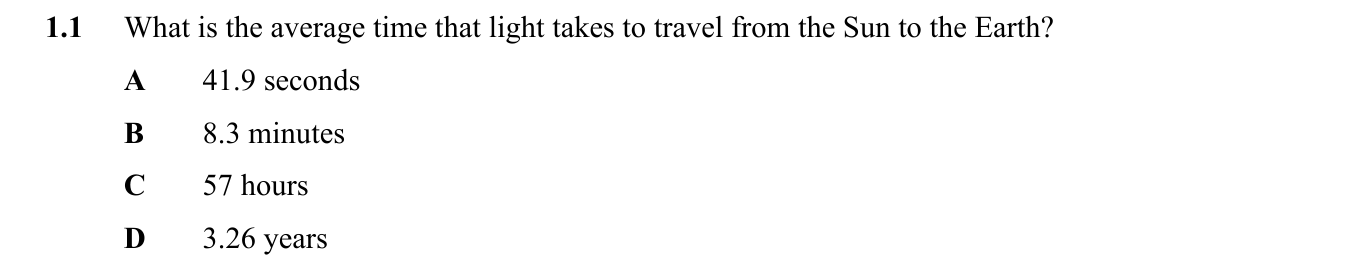 1.1 What is the average time that light takes to travel from the Sun to the Earth?
A 41.9 seconds
B 8.3 minutes
C 57 hours
D 3.26 years